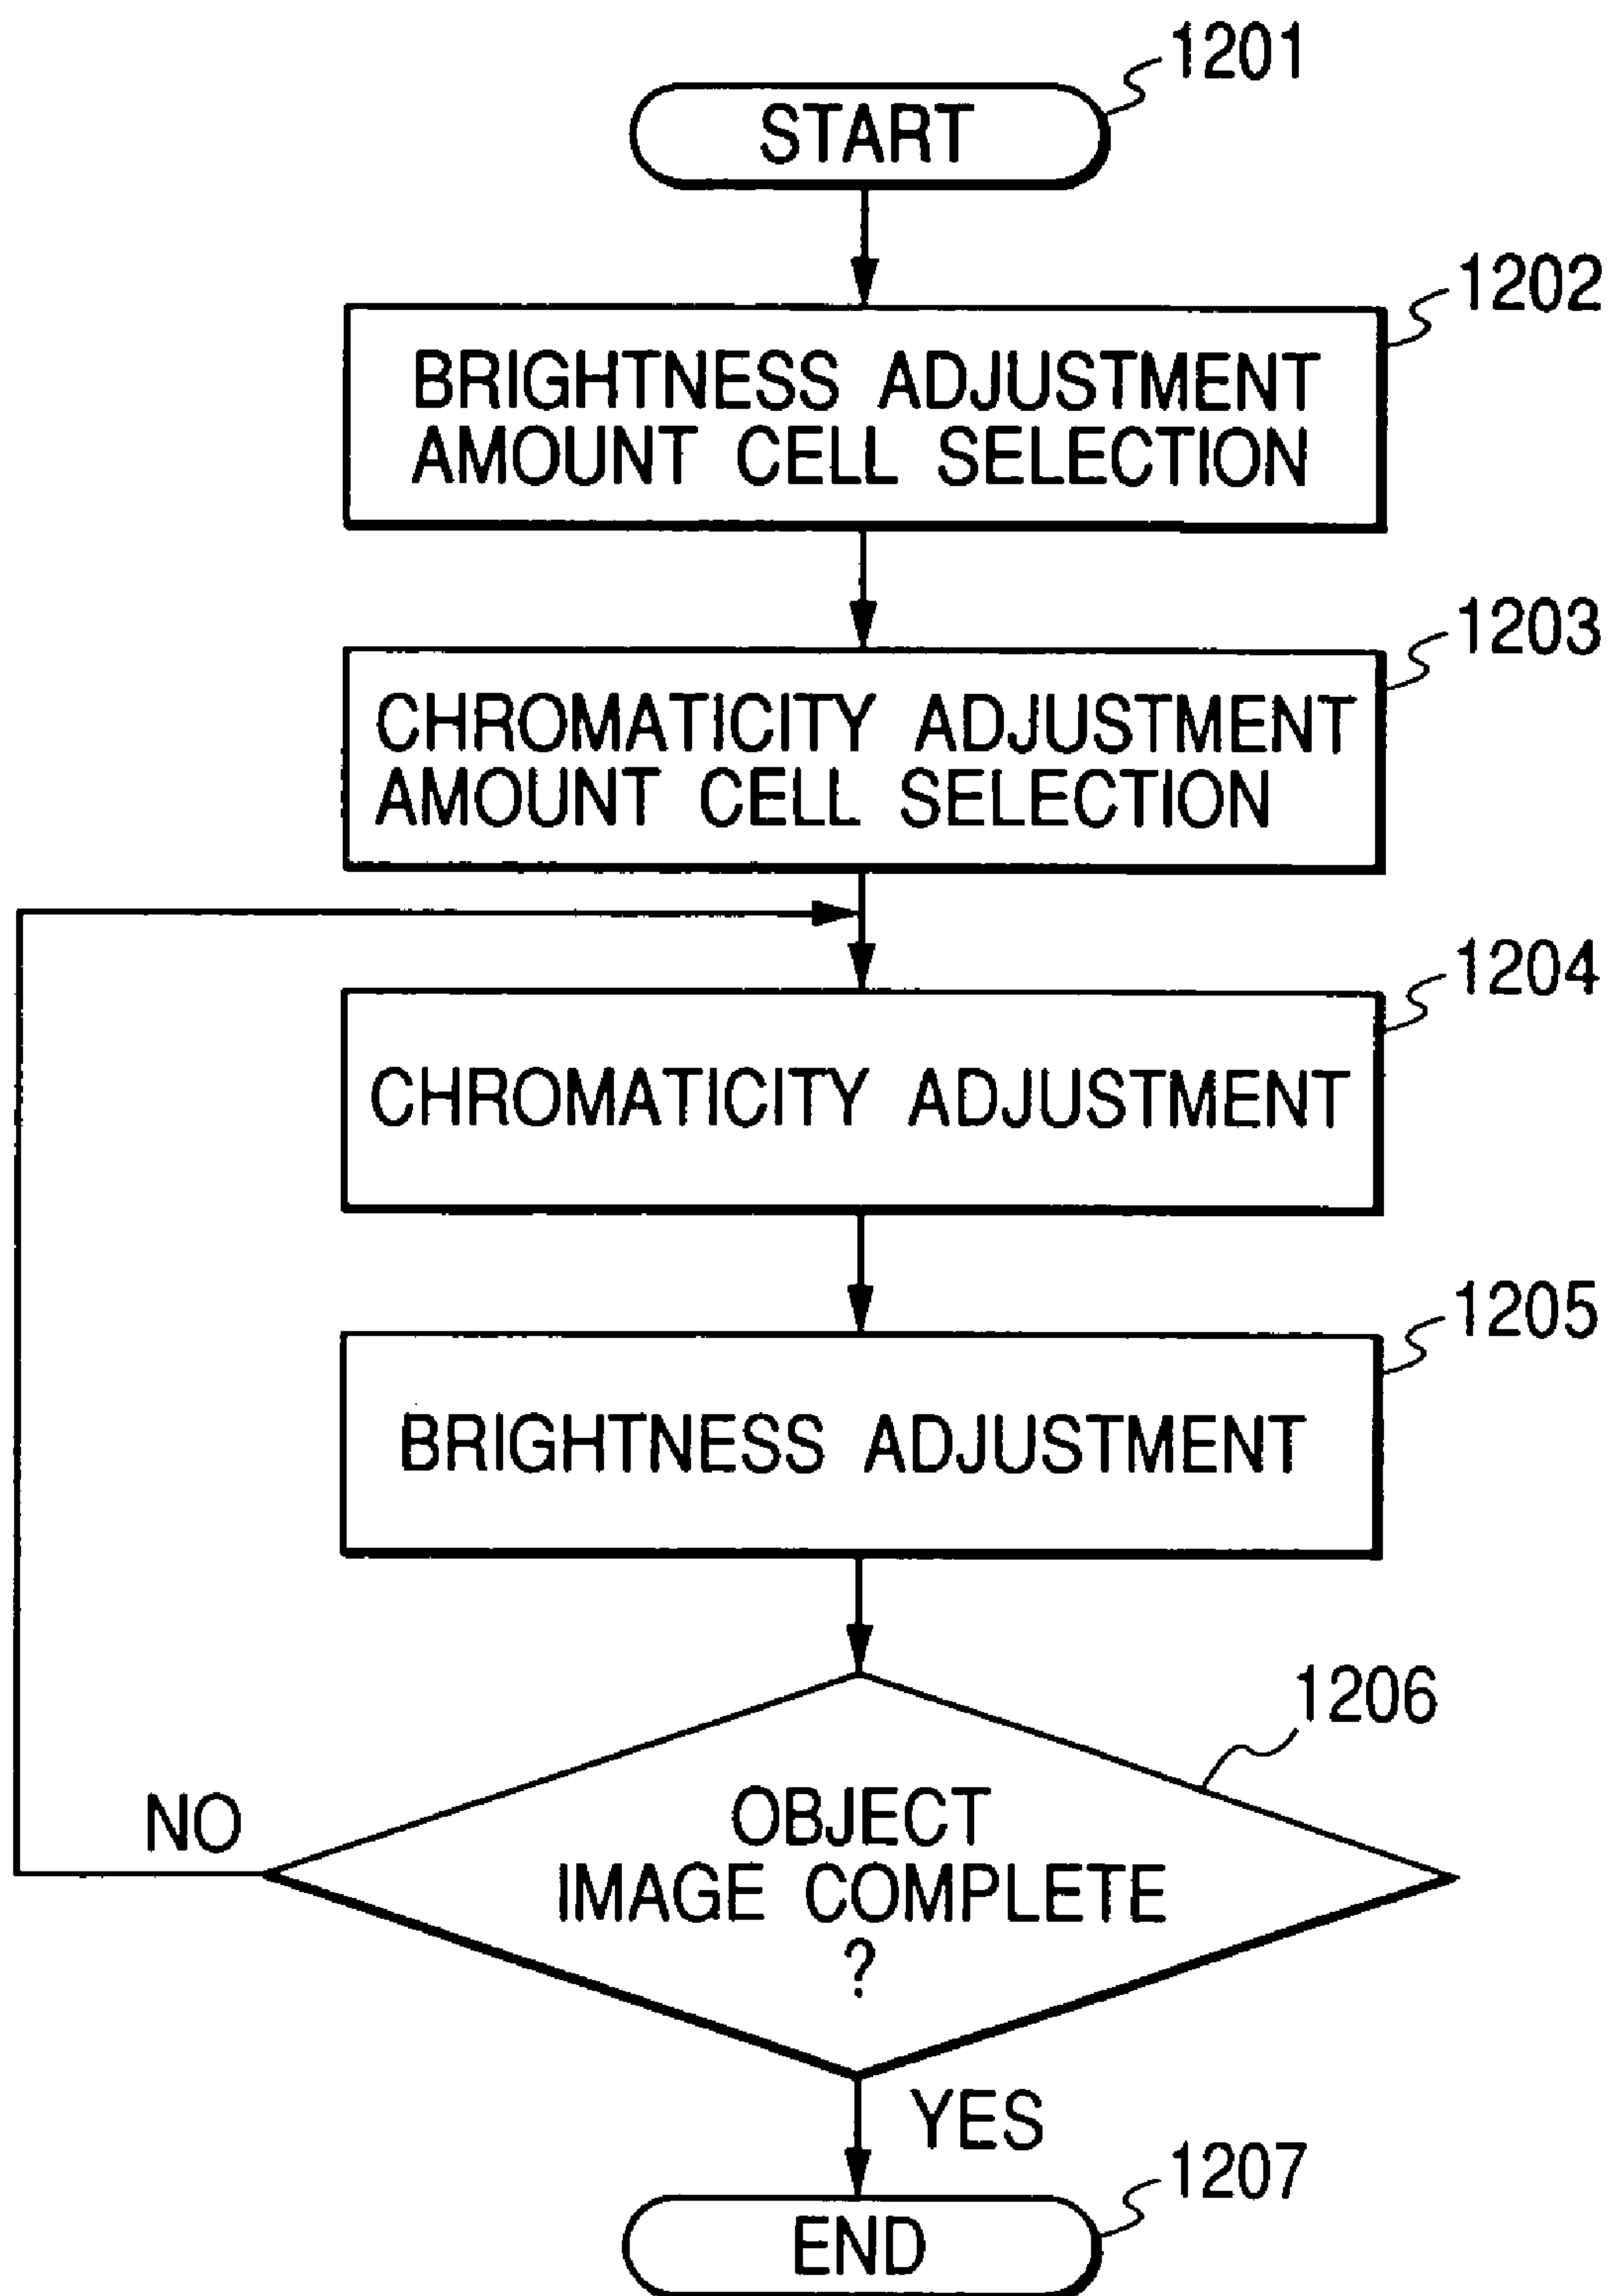 1201
START
1202
BRIGHTNESS ADJUSTMENT
AMOUNT CELL SELECTION
1203
CHROMATICITY ADJUSTMENT
AMOUNT CELL SELECTION
1204
CHROMATICITY ADJUSTMENT
1205
BRIGHTNESS ADJUSTMENT
1206
NO
OBJECT
IMAGE COMPLETE
?
YES
1207
END